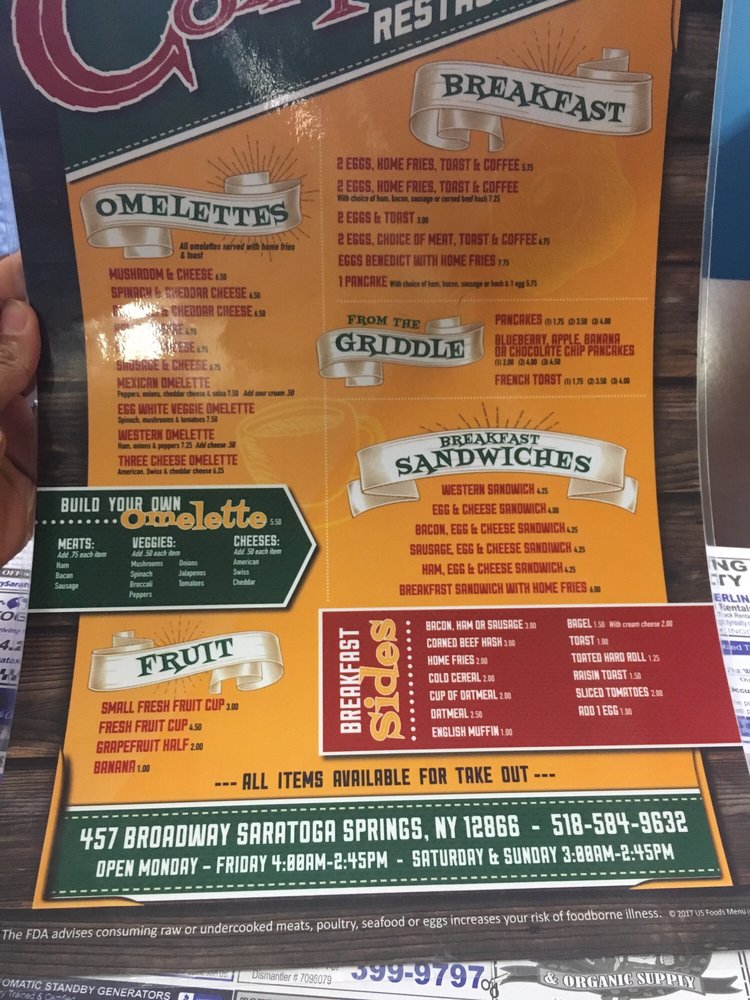 RESTAU
BREAKFAST
2 EGGS, HOME FRIES, TOAST & COFFEE 5.75
2 EGGS, HOME FRIES, TOAST & COFFEE
With choice of ham, bacon, sausage or corned beef hash 7.25
2 EGGS & TOAST 3.00
2 EGGS, CHOICE OF MEAT, TOAST & COFFEE 6.75
EGGS BENEDICT WITH HOME FRIES 7.75
1 PANCAKE With choice of ham, bacon, sausage or hash & 1 egg 5.75
OMELETTES
All omelettes served with home fries
& toast
MUSHROOM & CHEESE 6.50
SPINACH & CHEDDAR CHEESE 6.50
& CHEDDAR CHEESE 6.50
6.75
CHEESE 6.75
SAUSAGE & CHEESE 6.75
MEXICAN OMELETTE
Peppers, onions, cheddar cheese & salsa 7.50 Add sour cream .50
EGG WHITE VEGGIE OMELETTE
Spinach, mushrooms & tomatoes 7.50
WESTERN OMELETTE
Ham, onions & peppers 7.25 Add cheese .50
THREE CHEESE OMELETTE
American, Swiss & cheddar cheese 6.25
FROM THE
GRIDDLE
PANCAKES (1) 1.75 (2) 3.50 (3) 4.00
BLUEBERRY, APPLE, BANANA
OR CHOCOLATE CHIP PANCAKES
(1) 2.00 (2) 4.00 (3) 4.50
FRENCH TOAST (1) 1.75 (2) 3.50 (3) 4.00
BREAKFAST
SANDWICHES
WESTERN SANDWICH 4.25
EGG & CHEESE SANDWICH 4.00
BACON, EGG & CHEESE SANDWICH 4.25
SAUSAGE, EGG & CHEESE SANDIWCH 4.25
HAM, EGG & CHEESE SANDWICH 4.25
BREAKFAST SANDWICH WITH HOME FRIES 6.00
BUILD YOUR OWN
omelette 5.50
MEATS:
Add .75 each item
Ham
Bacon
Sausage
VEGGIES:
Add .50 each item
Mushrooms Onions
Spinach Jalapenos
Broccoli Tomatoes
Peppers
CHEESES:
Add .50 each item
American
Swiss
Cheddar
FRUIT
SMALL FRESH FRUIT CUP 3.00
FRESH FRUIT CUP 4.50
GRAPEFRUIT HALF 2.00
BANANA 1.00
BREAKFAST
sides
BACON, HAM OR SAUSAGE 3.00
CORNED BEEF HASH 3.00
HOME FRIES 2.00
COLD CEREAL 2.00
CUP OF OATMEAL 2.00
OATMEAL 2.50
ENGLISH MUFFIN 1.00
BAGEL 1.50 With cream cheese 2.00
TOAST 1.00
TOATED HARD ROLL 1.25
RAISIN TOAST 1.50
SLICED TOMATOES 2.00
ADD 1 EGG 1.00
--- ALL ITEMS AVAILABLE FOR TAKE OUT ---
457 BROADWAY SARATOGA SPRINGS, NY 12866 - 518-584-9632
OPEN MONDAY - FRIDAY 4:00AM-2:45PM - SATURDAY & SUNDAY 3:00AM-2:45PM
The FDA advises consuming raw or undercooked meats, poultry, seafood or eggs increases your risk of foodborne illness. © 2017 US Foods Menu
Dismantler # 7095079
399-9797
& ORGANIC SUPPLY
OMATIC STANDBY GENERATORS